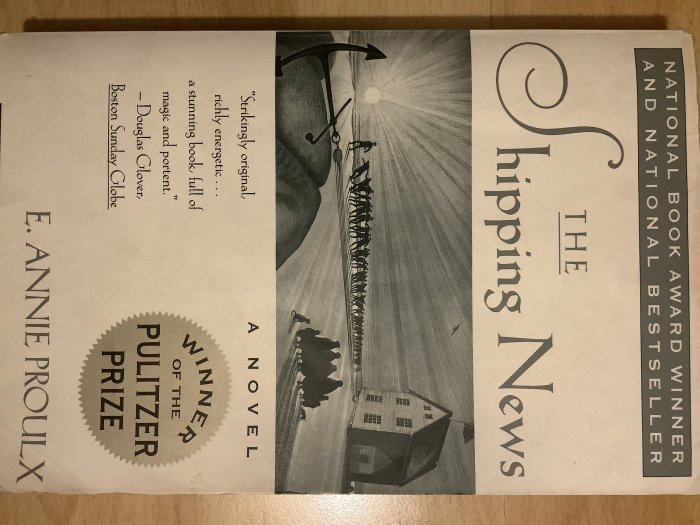 NATIONAL BOOK AWARD WINNER
AND NATIONAL BESTSELLER
THE
Shipping News
"Strikingly original,
richly energetic . . .
a stunning book, full of
magic and portent."
— Douglas Glover,
Boston Sunday Globe
A NOVEL
WINNER
OF THE
PULITZER
PRIZE
E. ANNIE PROULX